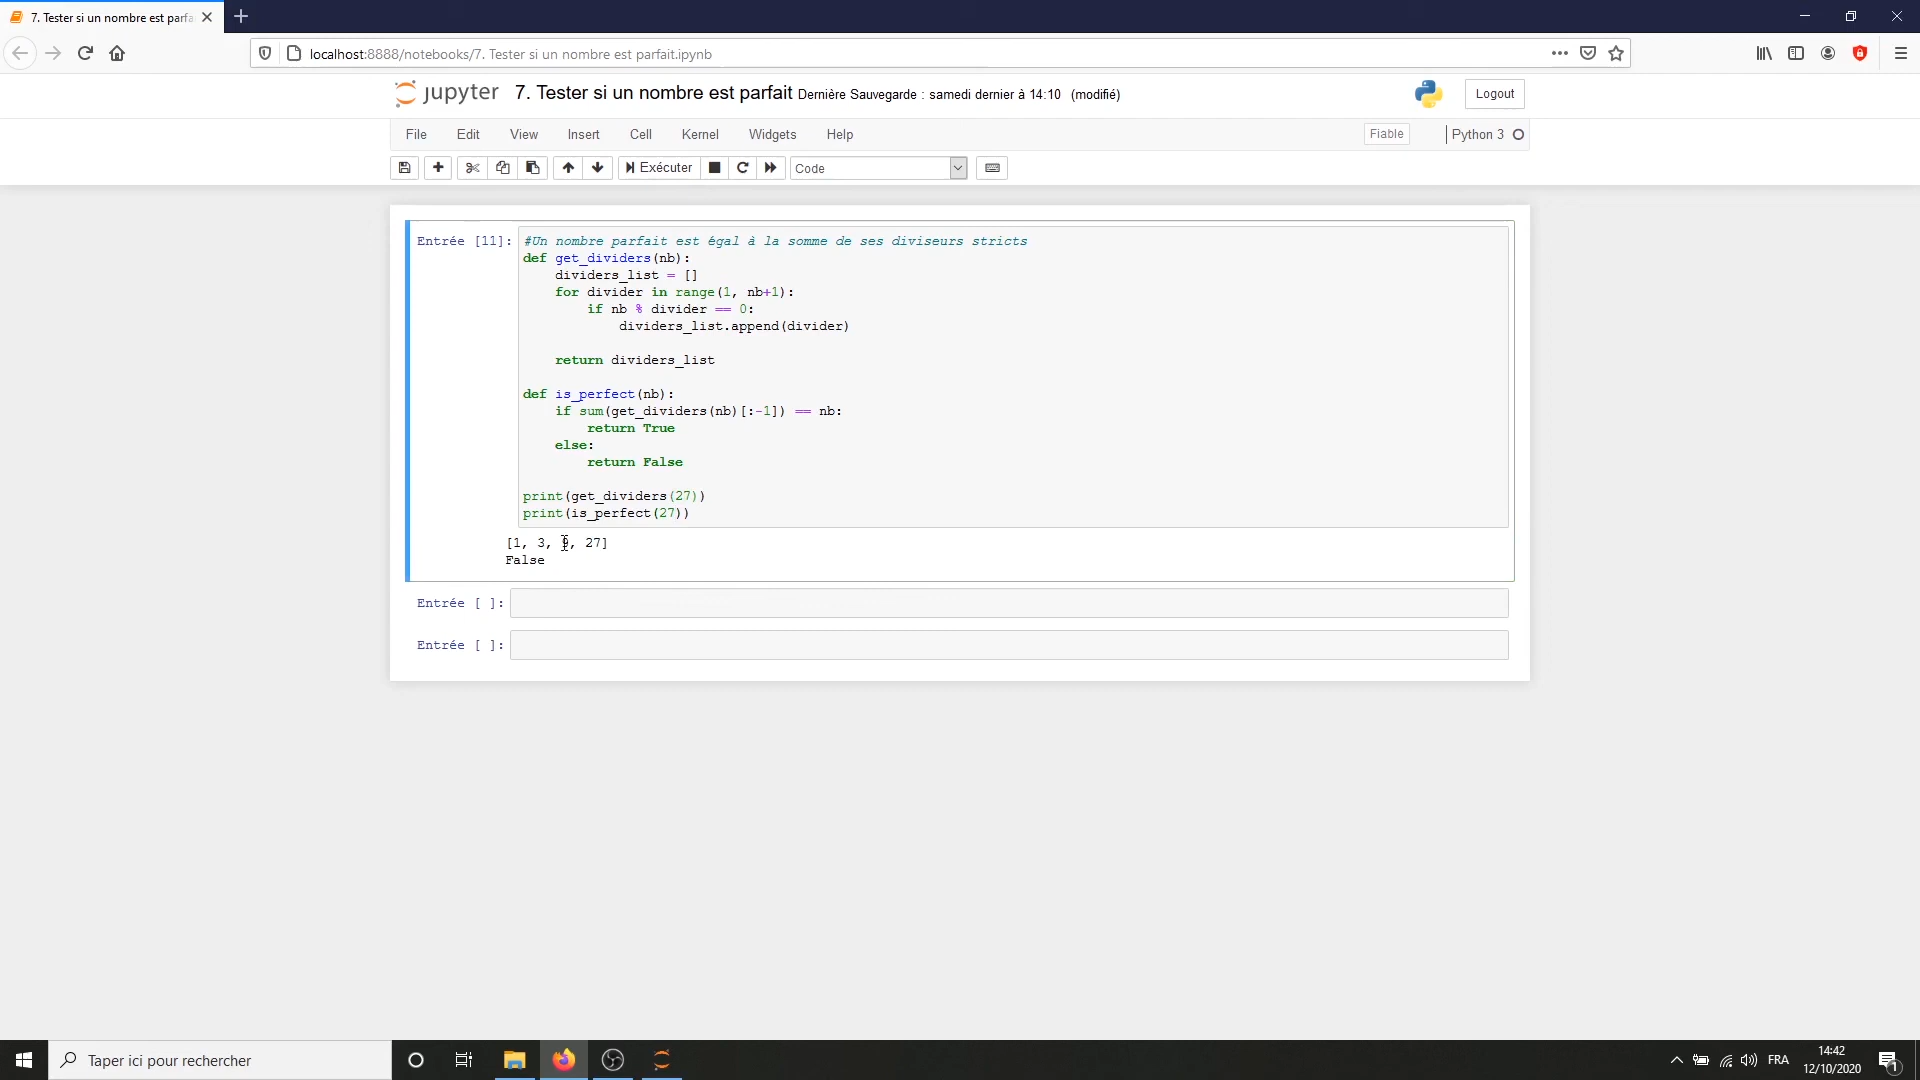 7. Tester si un nombre est parfa
localhost:8888/notebooks/7. Tester si un nombre est parfait.ipynb
jupyter 7. Tester si un nombre est parfait Dernière Sauvegarde : samedi dernier à 14:10 (modifié) Logout
File Edit View Insert Cell Kernel Widgets Help Fiable Python 3
Exécuter Code
Entrée [11]: #Un nombre parfait est égal à la somme de ses diviseurs stricts
def get_dividers(nb):
    dividers_list = []
    for divider in range(1, nb+1):
        if nb % divider == 0:
            dividers_list.append(divider)
    return dividers_list
def is_perfect(nb):
    if sum(get_dividers(nb)[:-1]) == nb:
        return True
    else:
        return False
print(get_dividers(27))
print(is_perfect(27))
[1, 3, 9, 27]
False
Entrée [ ]:
Entrée [ ]:
Taper ici pour rechercher
FRA
14:42
12/10/2020
1